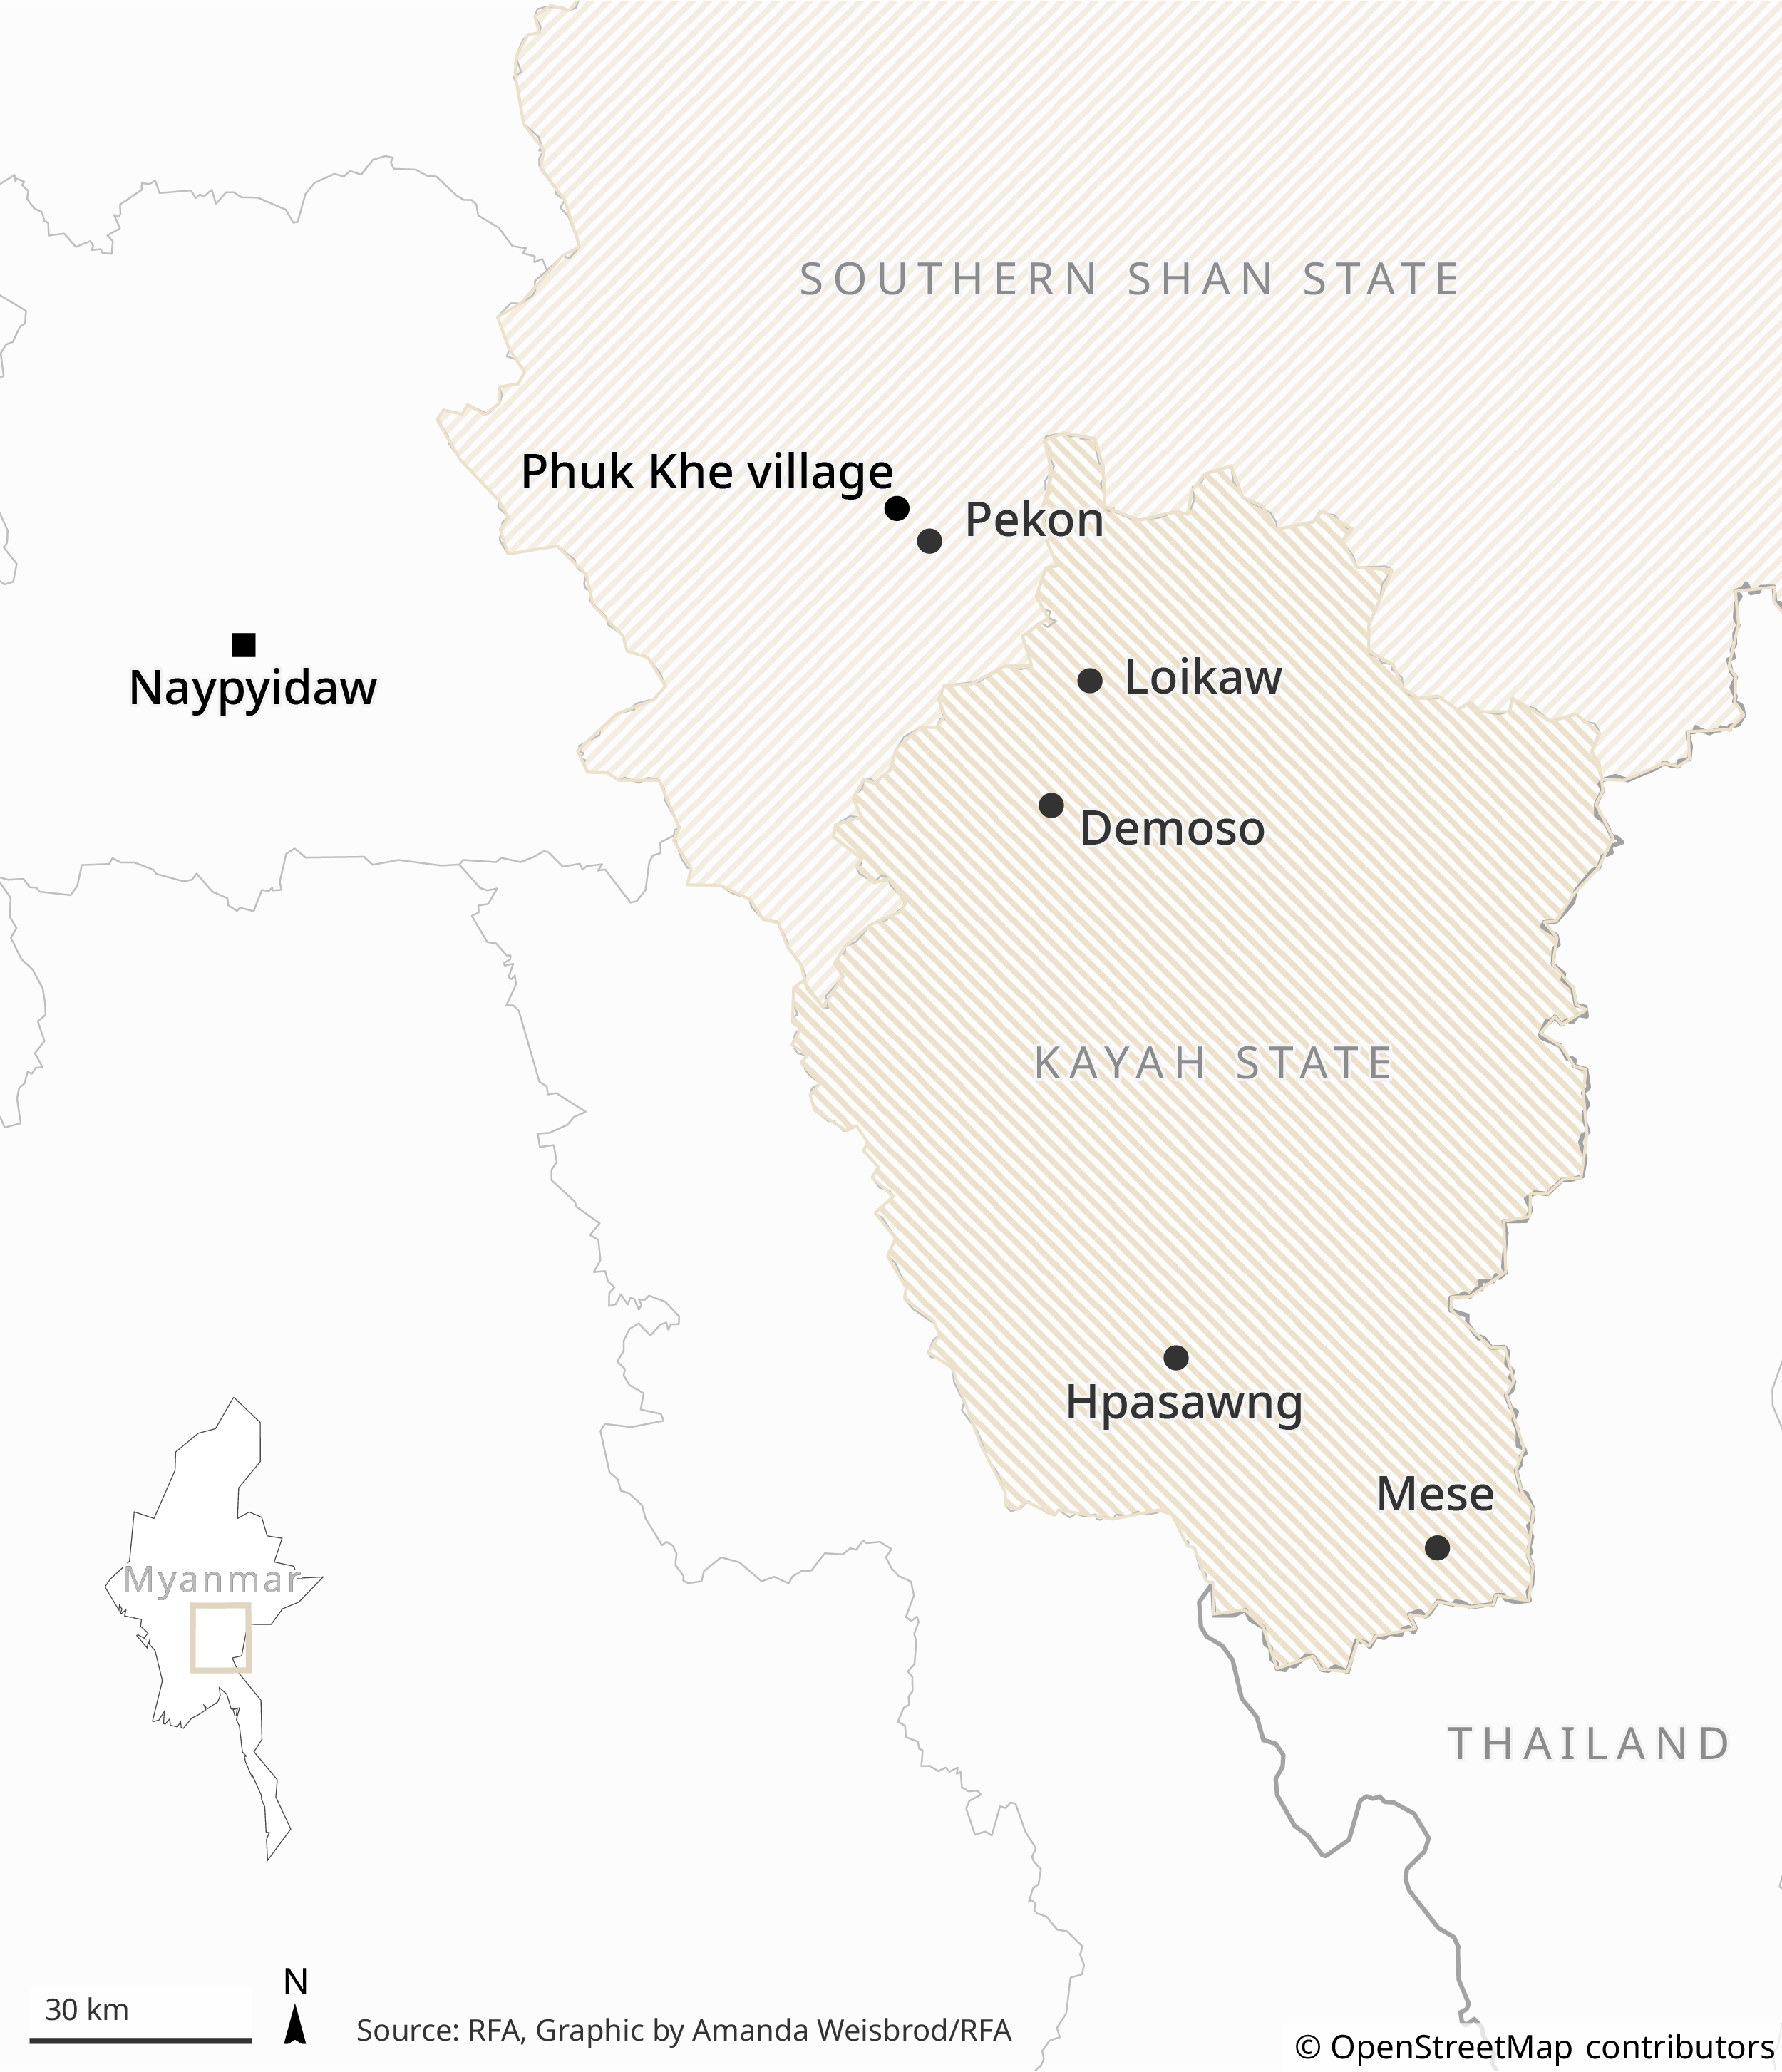 SOUTHERN SHAN STATE
Phuk Khe village
Pekon
Naypyidaw
Loikaw
Demoso
KAYAH STATE
Hpasawng
Mese
Myanmar
THAILAND
N
30 km
Source: RFA, Graphic by Amanda Weisbrod/RFA
© OpenStreetMap contributors